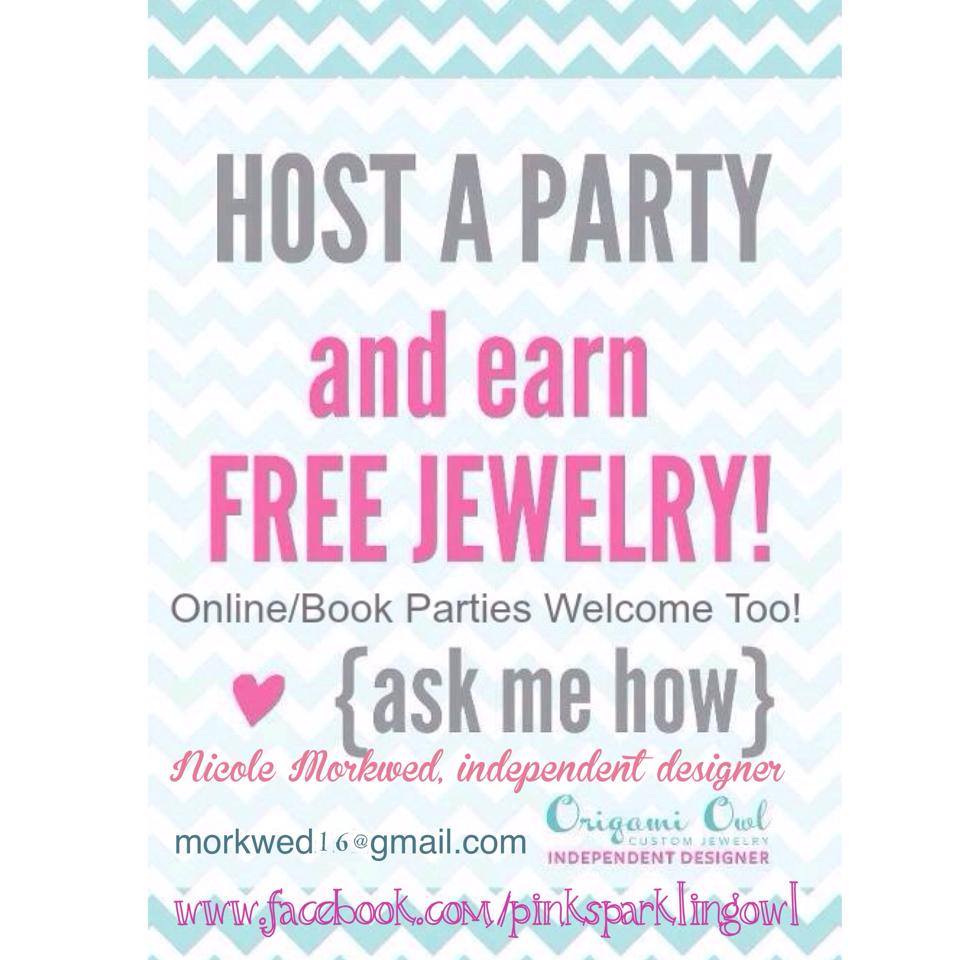 HOST A PARTY
and earn
FREE JEWELRY!
Online/Book Parties Welcome Too!
{ask me how}
Nicole Morkwed, independent designer
Origami Owl
CUSTOM JEWELRY
morkwed16@gmail.com
INDEPENDENT DESIGNER
www.facebook.com/pinksparklingowl